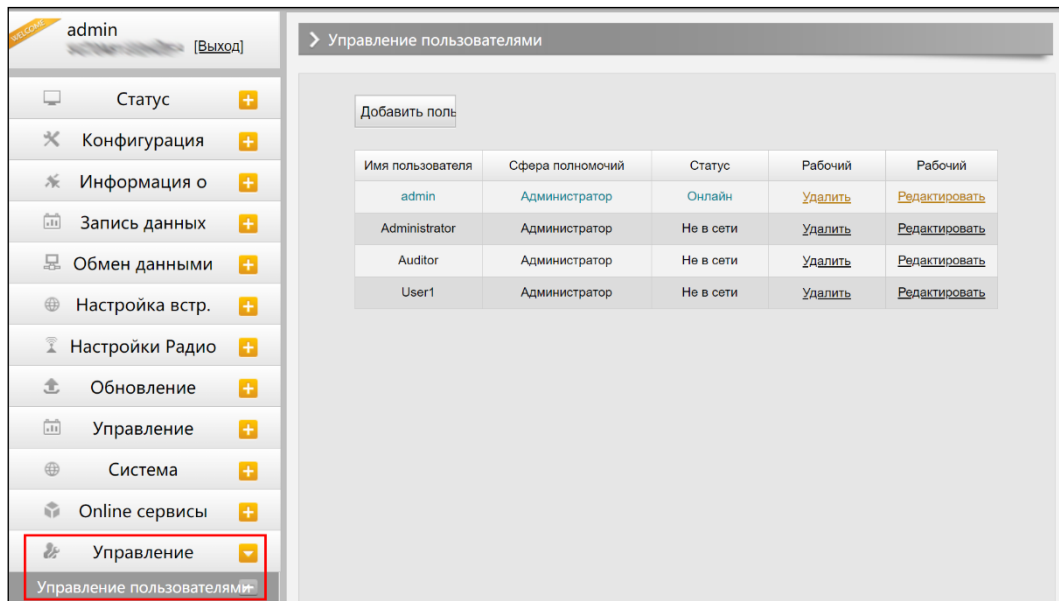 WELCOME
admin
[Выход]
Статус
Конфигурация
Информация о
Запись данных
Обмен данными
Настройка встр.
Настройки Радио
Обновление
Управление
Система
Online сервисы
Управление
Управление пользователями
Управление пользователями
Добавить поль
Имя пользователя Сфера полномочий Статус Рабочий Рабочий
admin Администратор Онлайн Удалить Редактировать
Administrator Администратор Не в сети Удалить Редактировать
Auditor Администратор Не в сети Удалить Редактировать
User1 Администратор Не в сети Удалить Редактировать